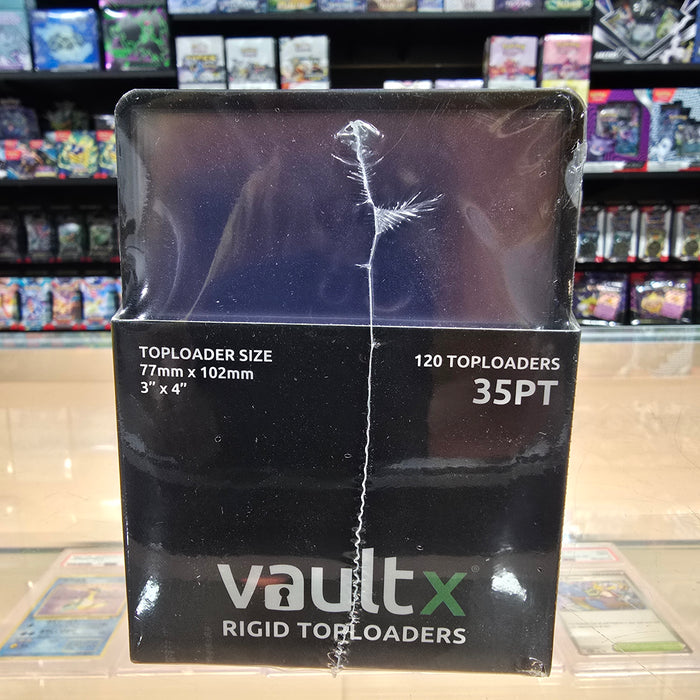 TOPLOADER SIZE
77mm x 102mm
3” x 4”
120 TOPLOADERS
35PT
vaultx®
RIGID TOPLOADERS